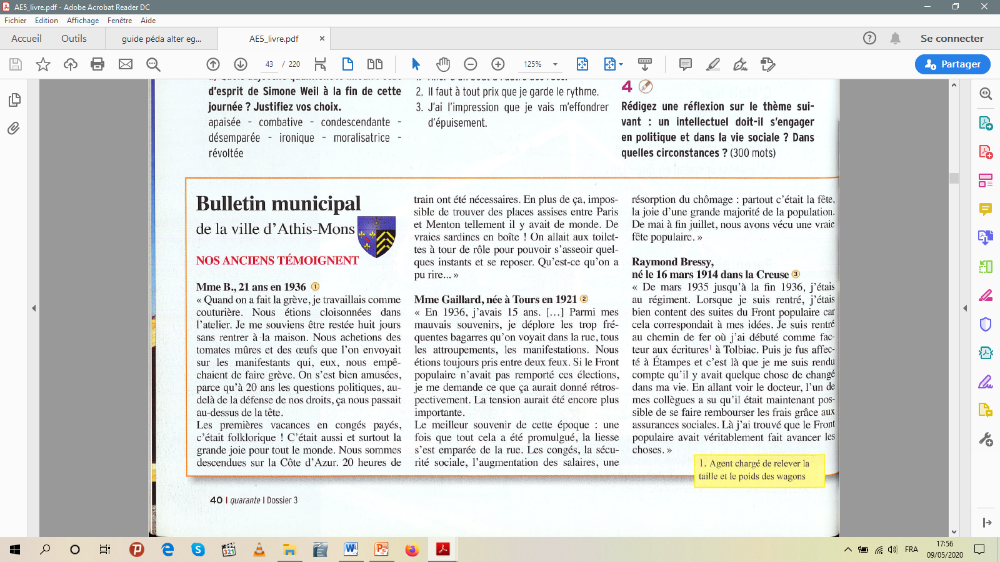 AE5_livre.pdf - Adobe Acrobat Reader DC
Fichier Edition Affichage Fenêtre Aide
Accueil Outils guide péda alter eg... AE5_livre.pdf × Se connecter
43 / 220 125% Partager
d'esprit de Simone Weil à la fin de cette
journée ? Justifiez vos choix.
apaisée - combative - condescendante -
désemparée - ironique - moralisatrice -
révoltée
2. Il faut à tout prix que je garde le rythme.
3. J'ai l'impression que je vais m'effondrer
d'épuisement.
4
Rédigez une réflexion sur le thème sui-
vant : un intellectuel doit-il s'engager
en politique et dans la vie sociale ? Dans
quelles circonstances ? (300 mots)
Bulletin municipal
de la ville d'Athis-Mons
NOS ANCIENS TÉMOIGNENT
Mme B., 21 ans en 1936 1
« Quand on a fait la grève, je travaillais comme
couturière. Nous étions cloisonnées dans
l'atelier. Je me souviens être restée huit jours
sans rentrer à la maison. Nous achetions des
tomates mûres et des œufs que l'on envoyait
sur les manifestants qui, eux, nous empê-
chaient de faire grève. On s'est bien amusées,
parce qu'à 20 ans les questions politiques, au-
delà de la défense de nos droits, ça nous passait
au-dessus de la tête.
Les premières vacances en congés payés,
c'était folklorique ! C'était aussi et surtout la
grande joie pour tout le monde. Nous sommes
descendues sur la Côte d'Azur. 20 heures de
train ont été nécessaires. En plus de ça, impos-
sible de trouver des places assises entre Paris
et Menton tellement il y avait de monde. De
vraies sardines en boîte ! On allait aux toilet-
tes à tour de rôle pour pouvoir s'asseoir quel-
ques instants et se reposer. Qu'est-ce qu'on a
pu rire... »
Mme Gaillard, née à Tours en 1921 2
« En 1936, j'avais 15 ans. [...] Parmi mes
mauvais souvenirs, je déplore les trop fré-
quentes bagarres qu'on voyait dans la rue, tous
les attroupements, les manifestations. Nous
étions toujours pris entre deux feux. Si le Front
populaire n'avait pas remporté ces élections,
je me demande ce que ça aurait donné rétros-
pectivement. La tension aurait été encore plus
importante.
Le meilleur souvenir de cette époque : une
fois que tout cela a été promulgué, la liesse
s'est emparée de la rue. Les congés, la sécu-
rité sociale, l'augmentation des salaires, une
résorption du chômage : partout c'était la fête,
la joie d'une grande majorité de la population.
De mai à fin juillet, nous avons vécu une vraie
fête populaire. »
Raymond Bressy,
né le 16 mars 1914 dans la Creuse 3
« De mars 1935 jusqu'à la fin 1936, j'étais
au régiment. Lorsque je suis rentré, j'étais
bien content des suites du Front populaire car
cela correspondait à mes idées. Je suis rentré
au chemin de fer où j'ai débuté comme fac-
teur aux écritures1 à Tolbiac. Puis je fus affec-
té à Étampes et c'est là que je me suis rendu
compte qu'il y avait quelque chose de changé
dans ma vie. En allant voir le docteur, l'un de
mes collègues a su qu'il était maintenant pos-
sible de se faire rembourser les frais grâce aux
assurances sociales. Là j'ai trouvé que le Front
populaire avait véritablement fait avancer les
choses. »
1. Agent chargé de relever la
taille et le poids des wagons
40 I quarante I Dossier 3
FRA 17:56
09/05/2020